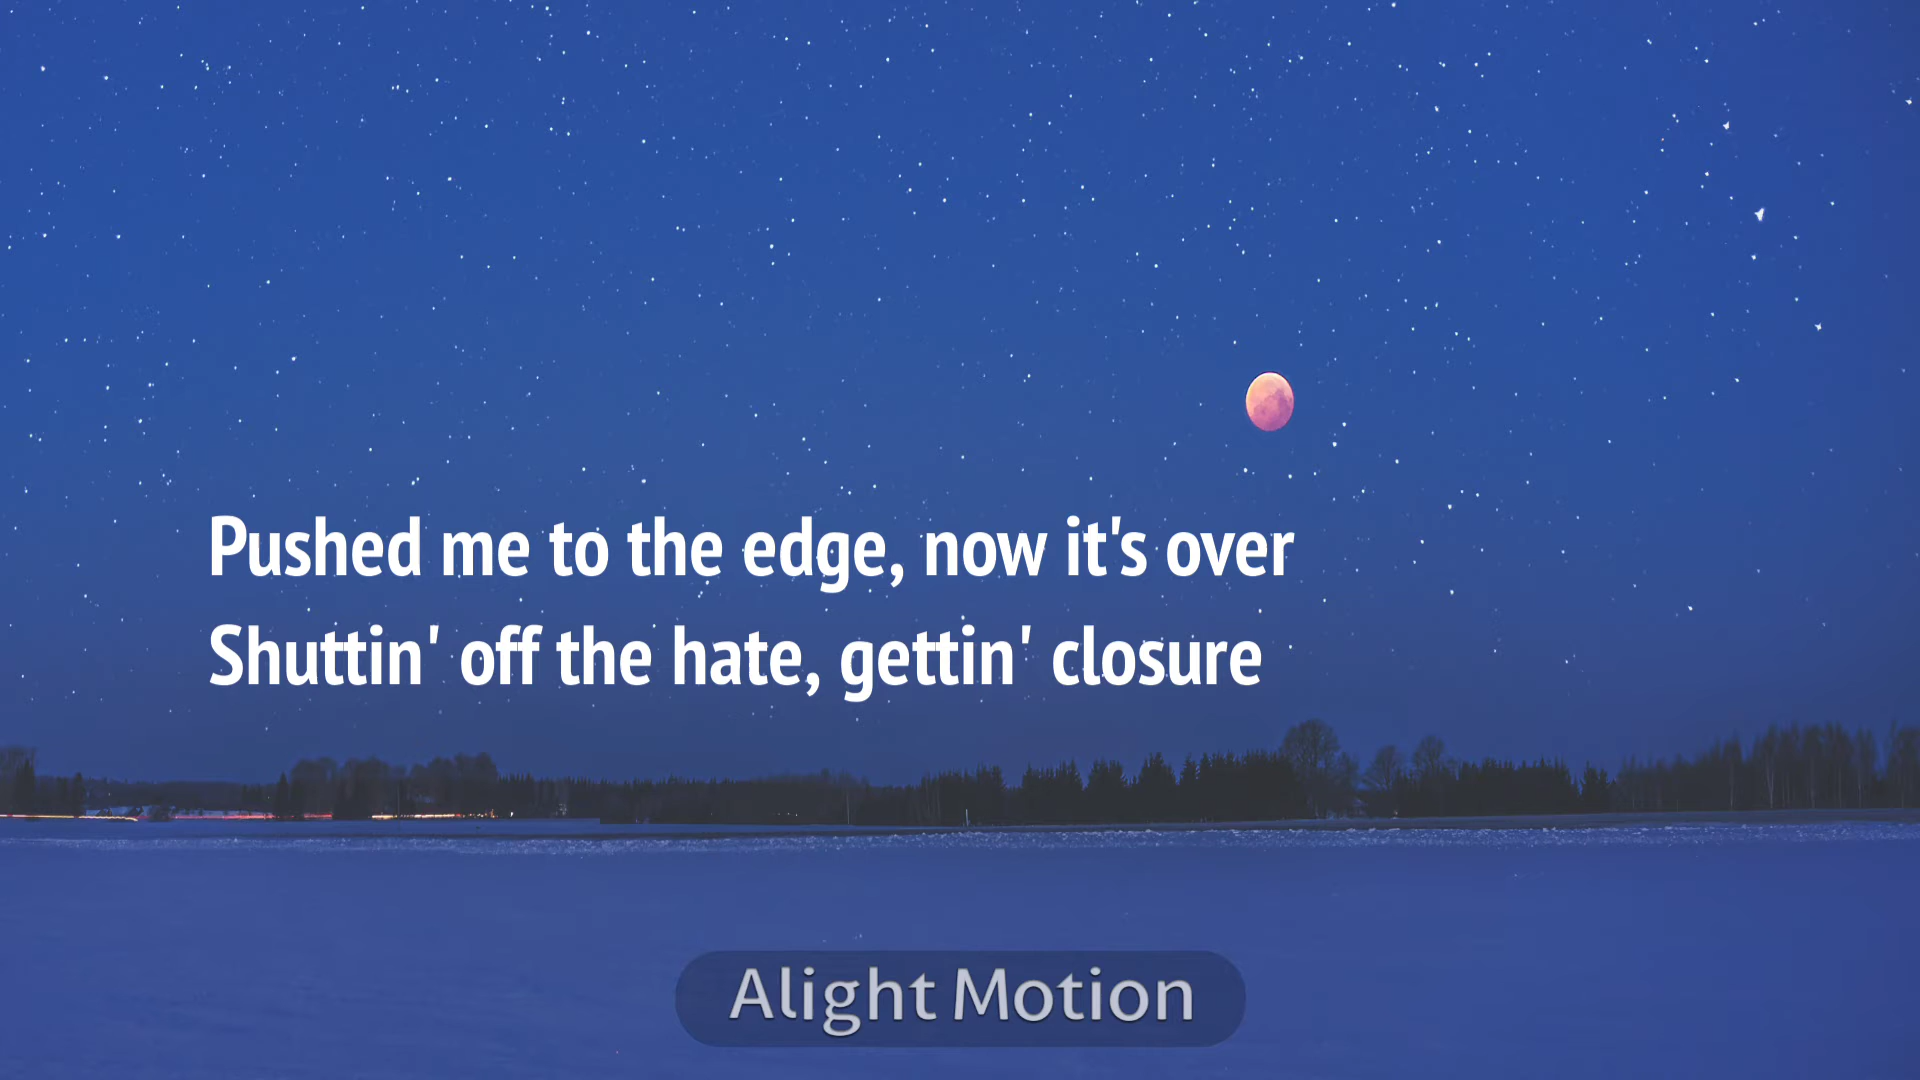 Pushed me to the edge, now it's over
Shuttin' off the hate, gettin' closure
Alight Motion